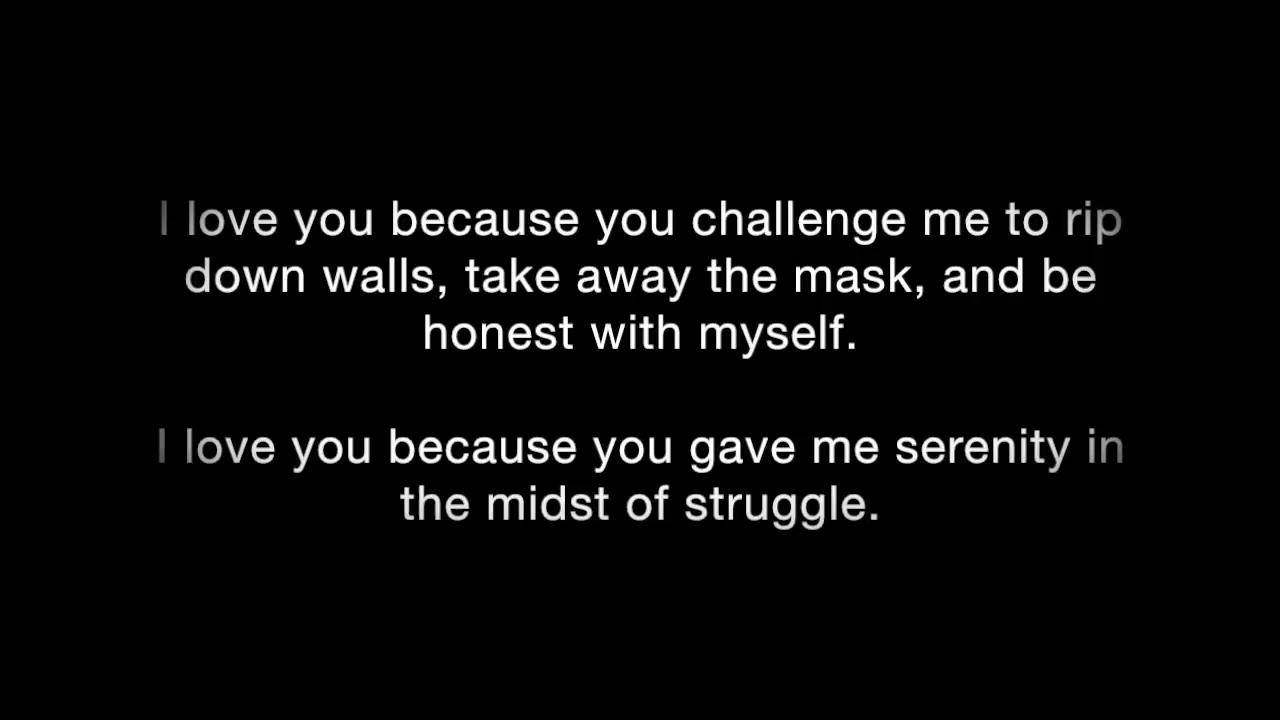 I love you because you challenge me to rip
down walls, take away the mask, and be
honest with myself.
I love you because you gave me serenity in
the midst of struggle.